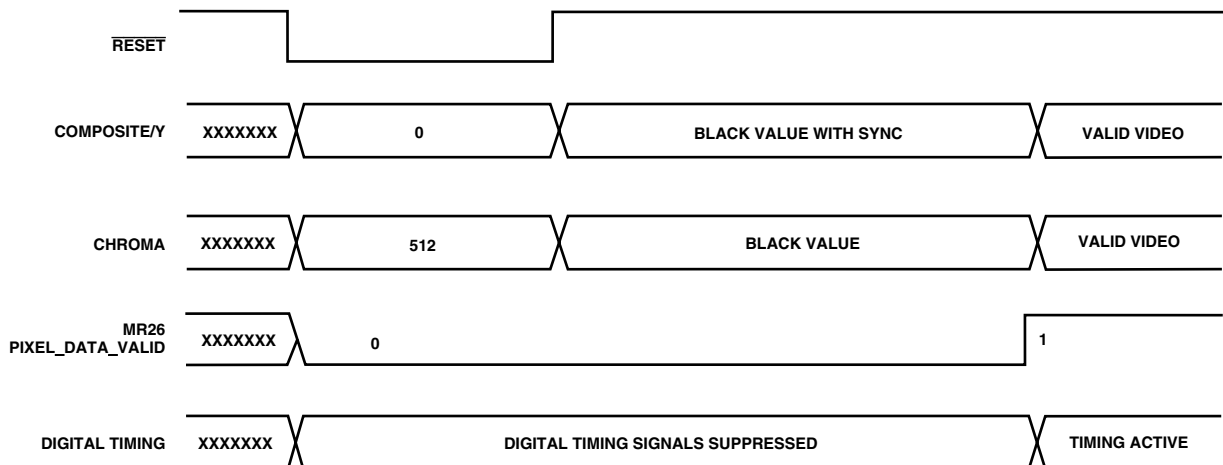 RESET
COMPOSITE/Y XXXXXXX 0 BLACK VALUE WITH SYNC VALID VIDEO
CHROMA XXXXXXX 512 BLACK VALUE VALID VIDEO
MR26
PIXEL_DATA_VALID XXXXXXX 0 1
DIGITAL TIMING XXXXXXX DIGITAL TIMING SIGNALS SUPPRESSED TIMING ACTIVE